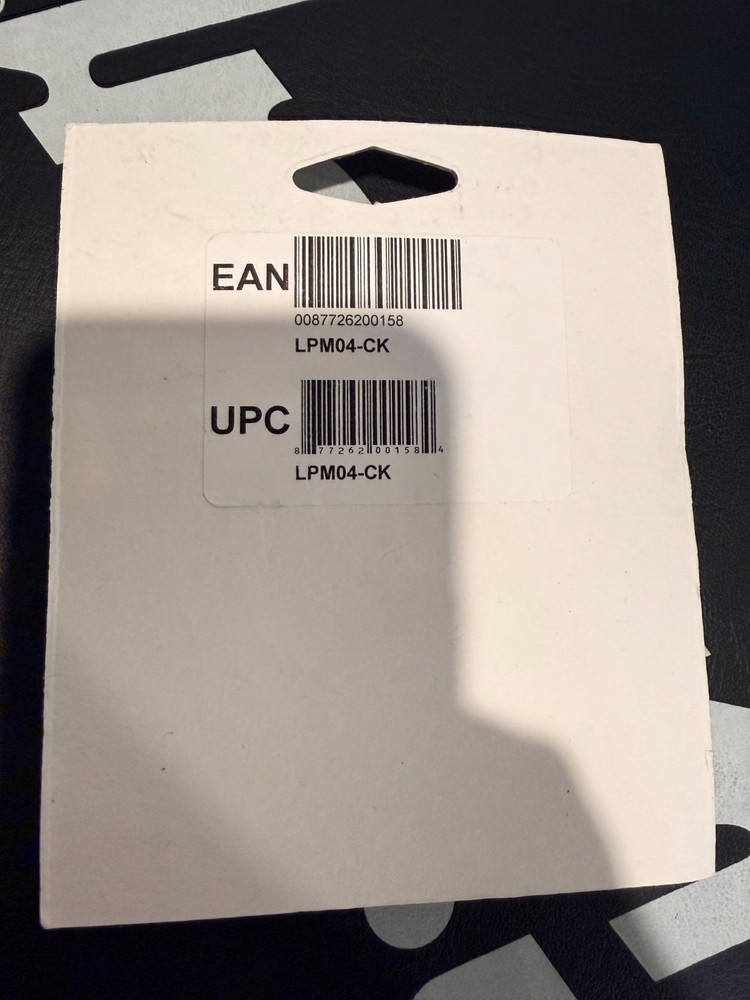 EAN
0087726200158
LPM04-CK
UPC
8 77262 00158 4
LPM04-CK